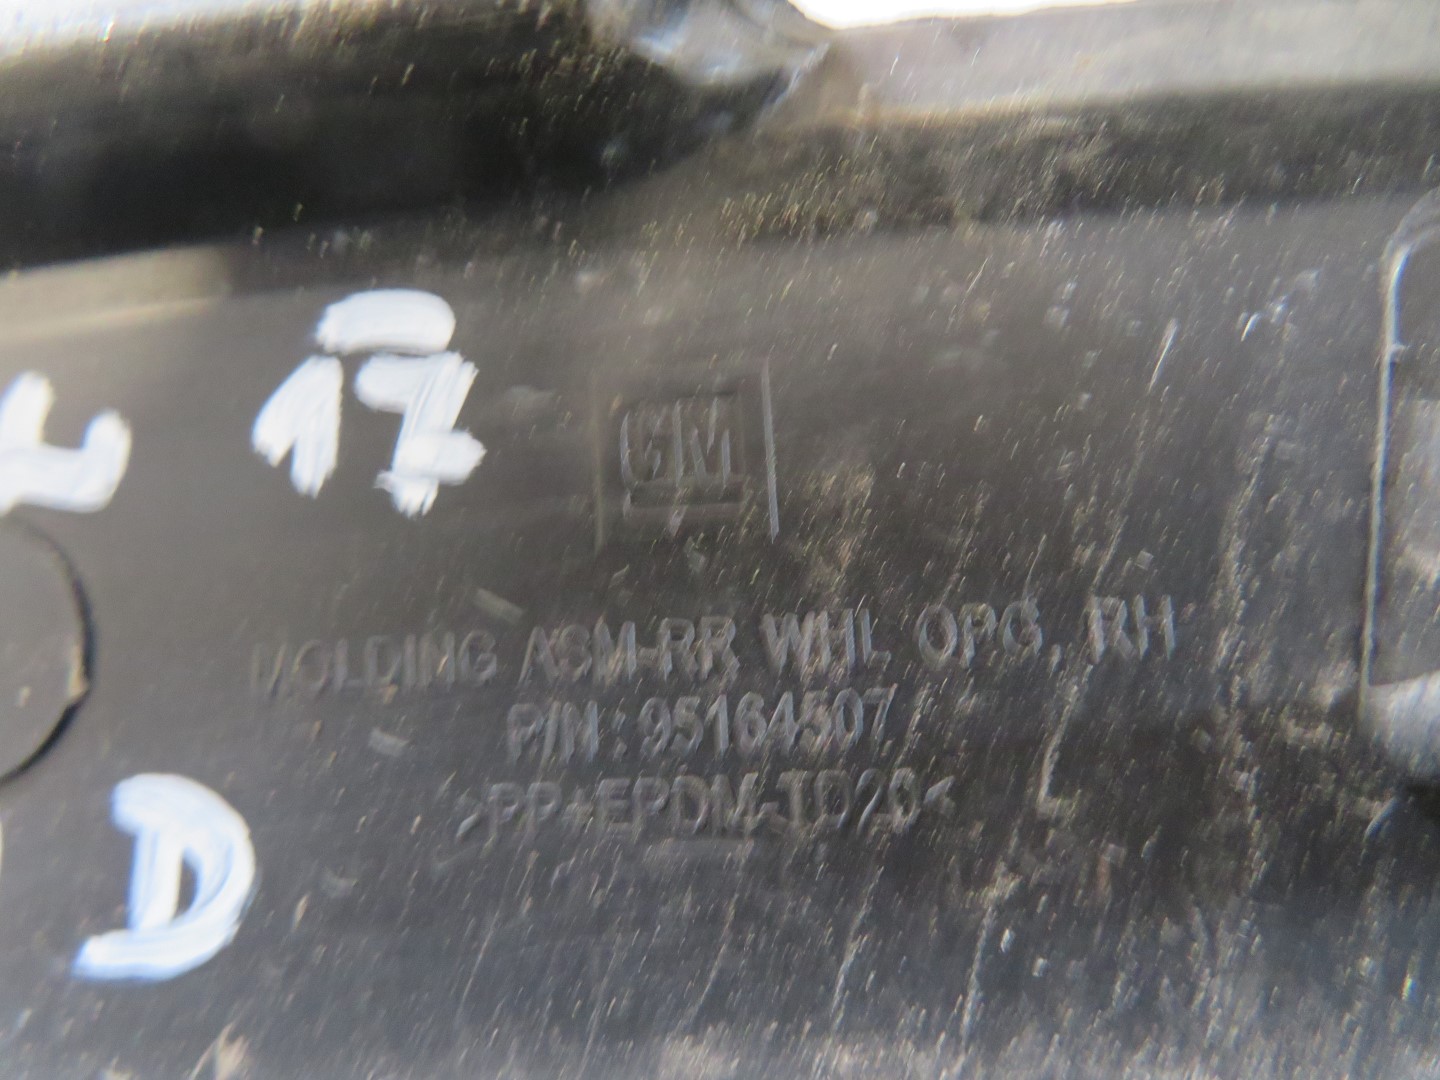 17
GM
MOLDING ASM-RR WHL OPG, RH
P/N : 95164507
>PP+EPDM-TD20<
D